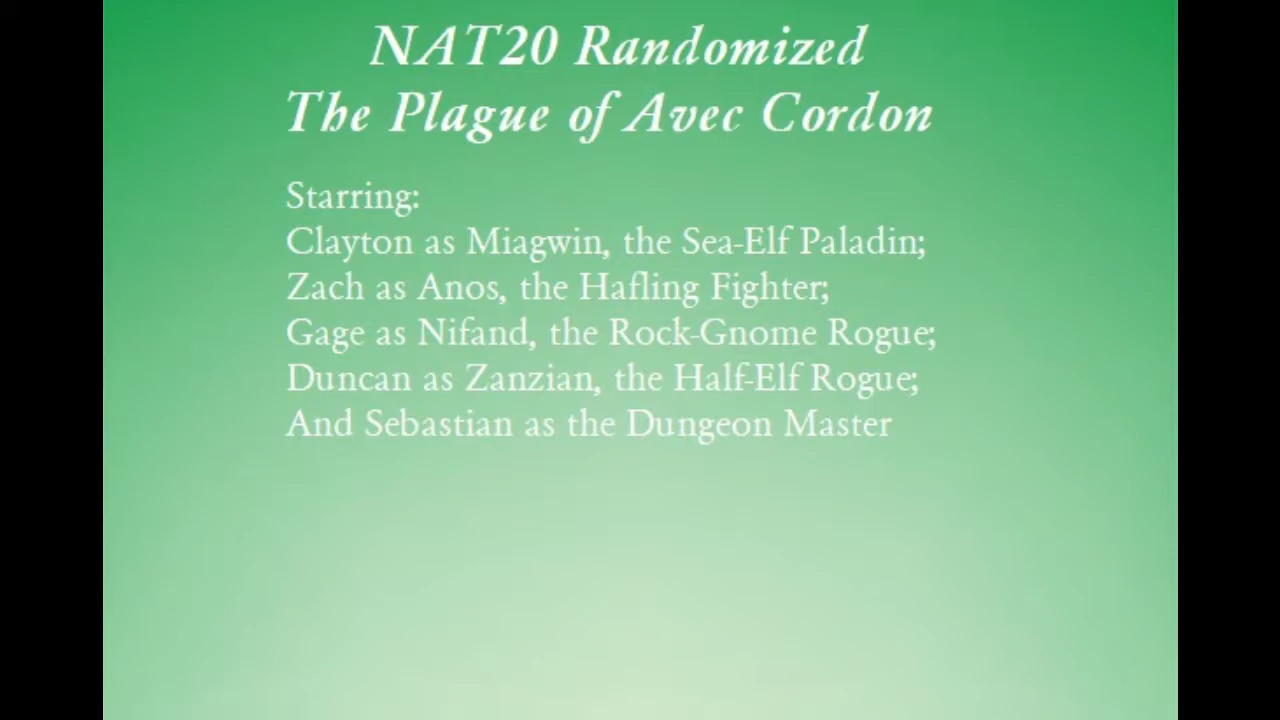 NAT20 Randomized
The Plague of Avec Cordon
Starring:
Clayton as Miagwin, the Sea-Elf Paladin;
Zach as Anos, the Hafling Fighter;
Gage as Nifand, the Rock-Gnome Rogue;
Duncan as Zanzian, the Half-Elf Rogue;
And Sebastian as the Dungeon Master